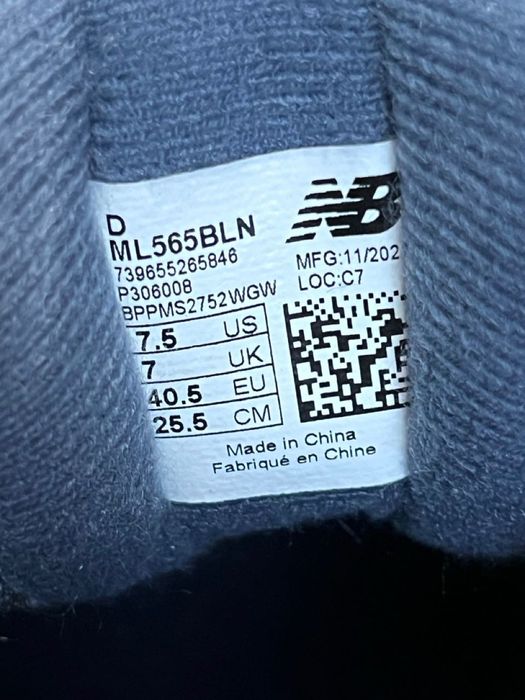 D
ML565BLN
739655265846
P306008
BPPMS2752WGW
NB
MFG:11/202
LOC:C7
7.5 US
7 UK
40.5 EU
25.5 CM
Made in China
Fabriqué en Chine